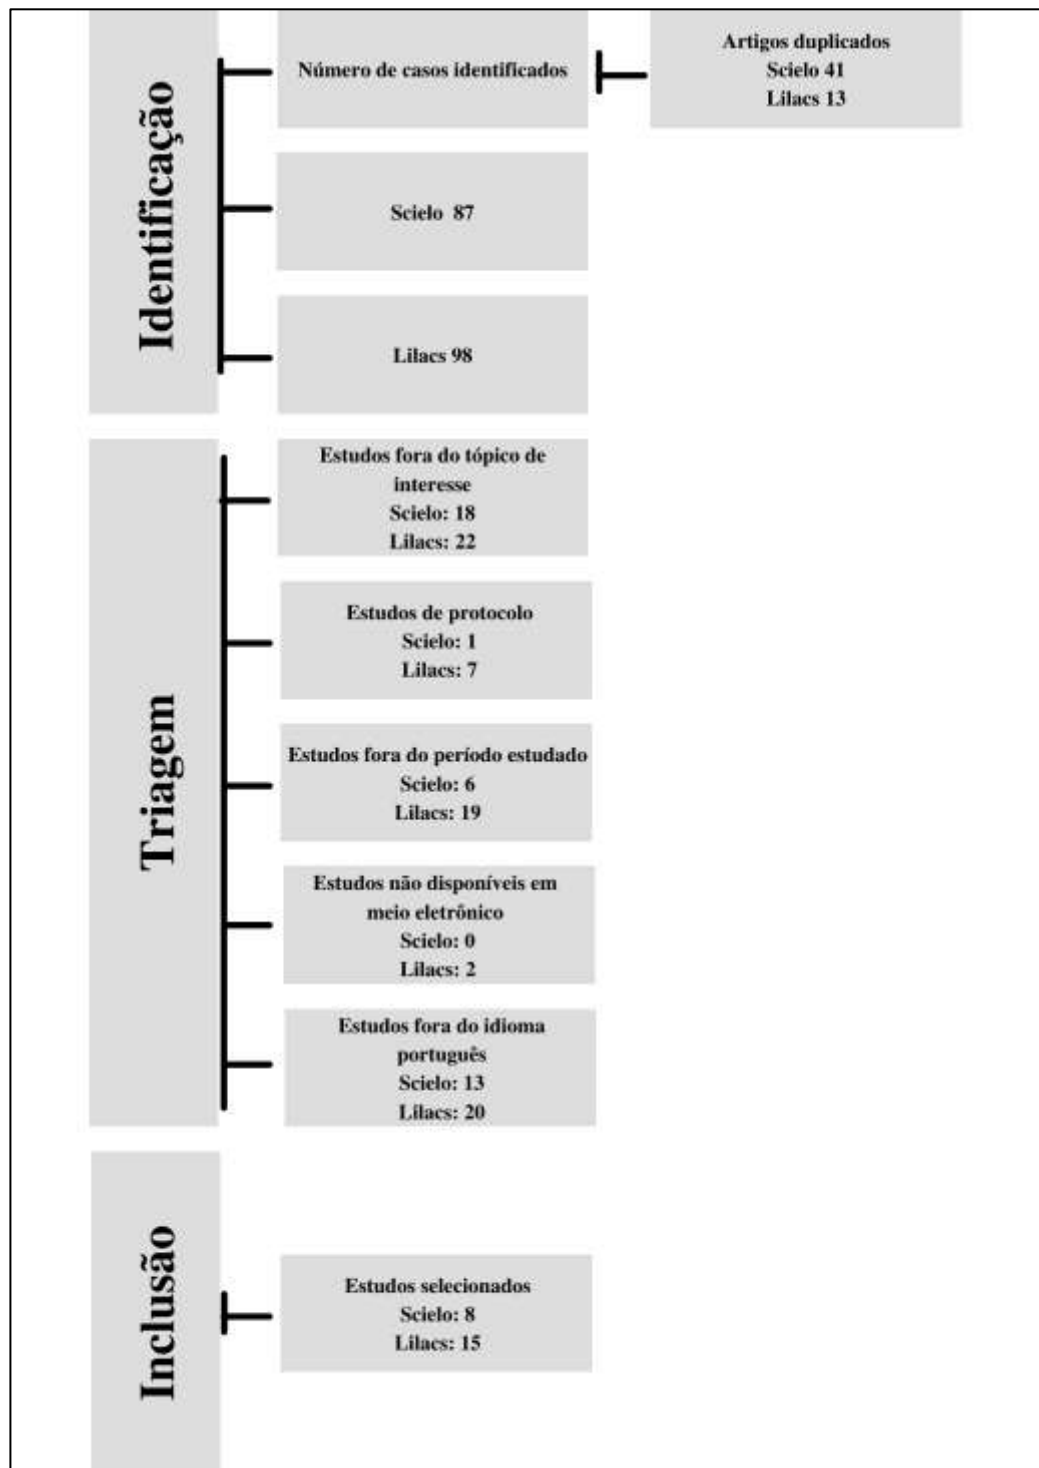 Identificação
Número de casos identificados
Artigos duplicados
Scielo 41
Lilacs 13
Scielo 87
Lilacs 98
Triagem
Estudos fora do tópico de
interesse
Scielo: 18
Lilacs: 22
Estudos de protocolo
Scielo: 1
Lilacs: 7
Estudos fora do período estudado
Scielo: 6
Lilacs: 19
Estudos não disponíveis em
meio eletrônico
Scielo: 0
Lilacs: 2
Estudos fora do idioma
português
Scielo: 13
Lilacs: 20
Inclusão
Estudos selecionados
Scielo: 8
Lilacs: 15